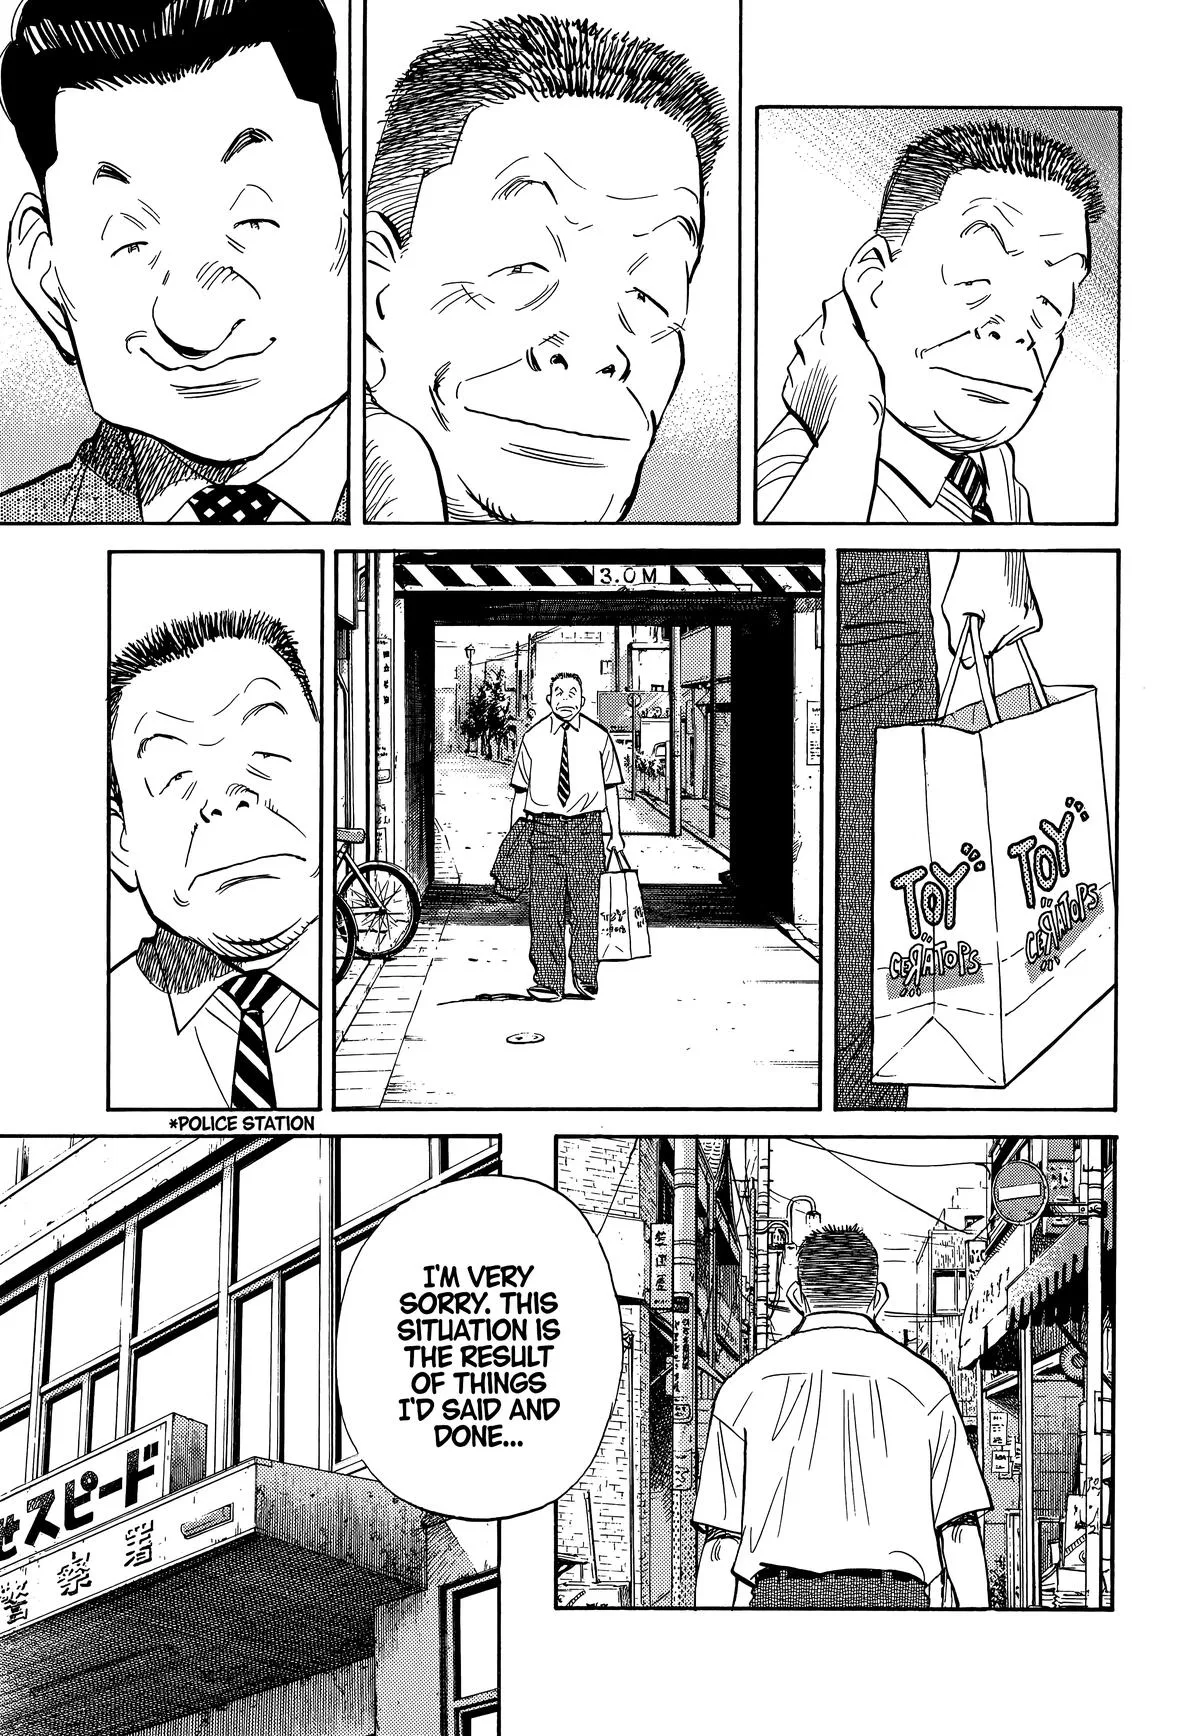 3.0M
TOY
CERATOPS
TOY
CERATOPS
*POLICE STATION
I'M VERY
SORRY. THIS
SITUATION IS
THE RESULT
OF THINGS
I'D SAID AND
DONE...
せスピード
警察署